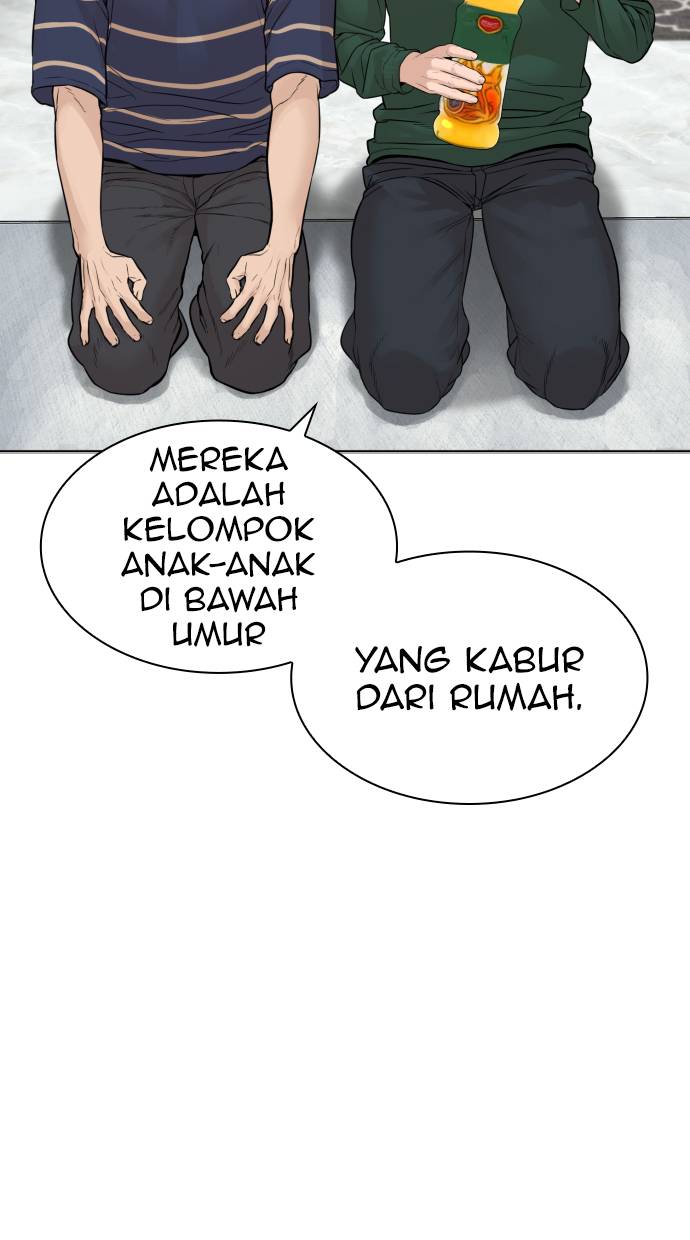 MEREKA
ADALAH
KELOMPOK
ANAK-ANAK
DI BAWAH
UMUR
YANG KABUR
DARI RUMAH.